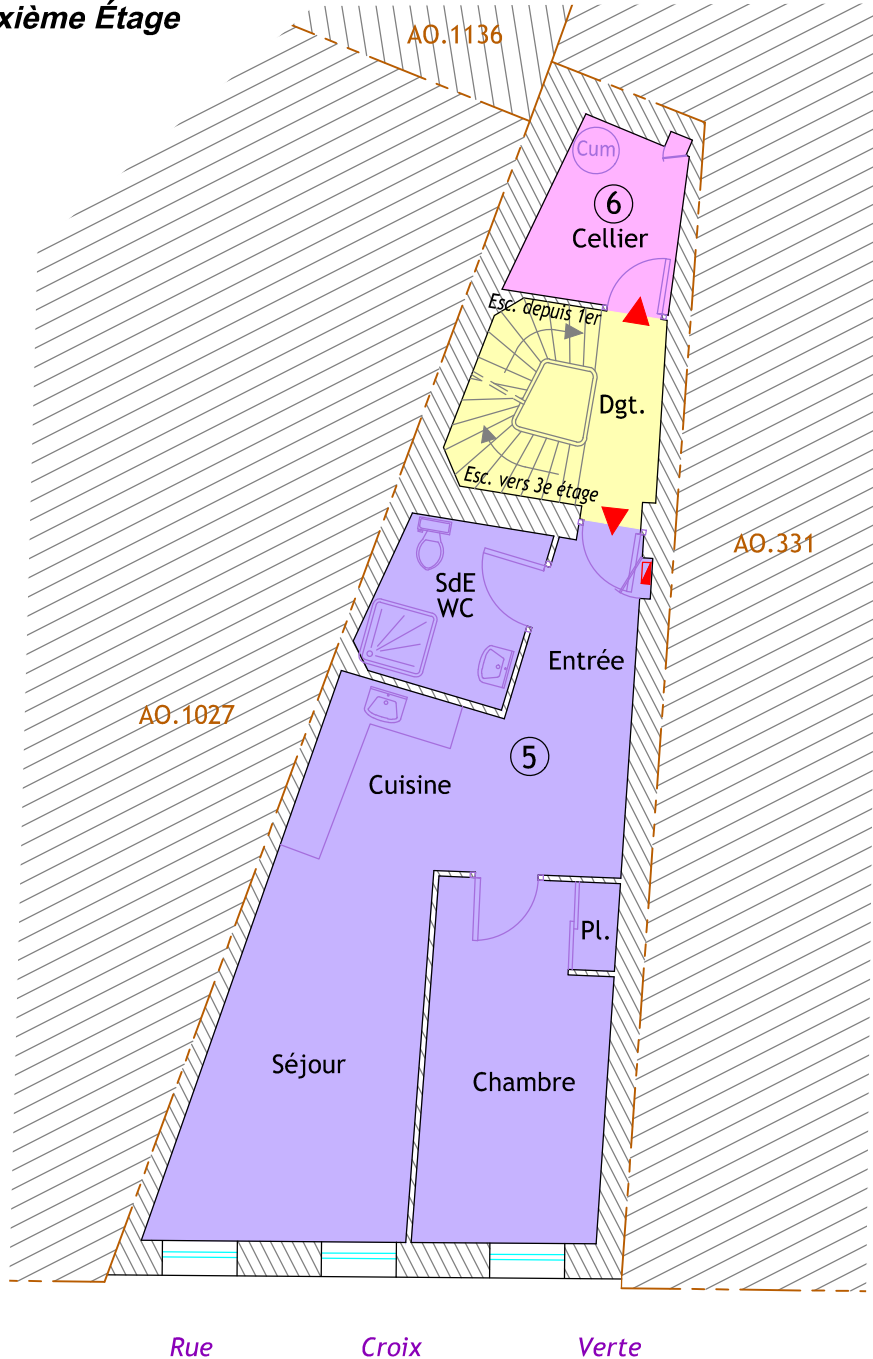 xième Étage
AO.1136
Cum
6
Cellier
Esc. depuis 1er
Dgt.
Esc. vers 3e étage
AO.331
SdE
WC
Entrée
AO.1027
5
Cuisine
Pl.
Séjour
Chambre
Rue Croix Verte